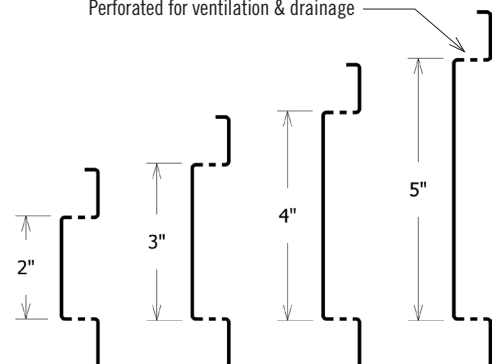 Perforated for ventilation & drainage
2"
3"
4"
5"